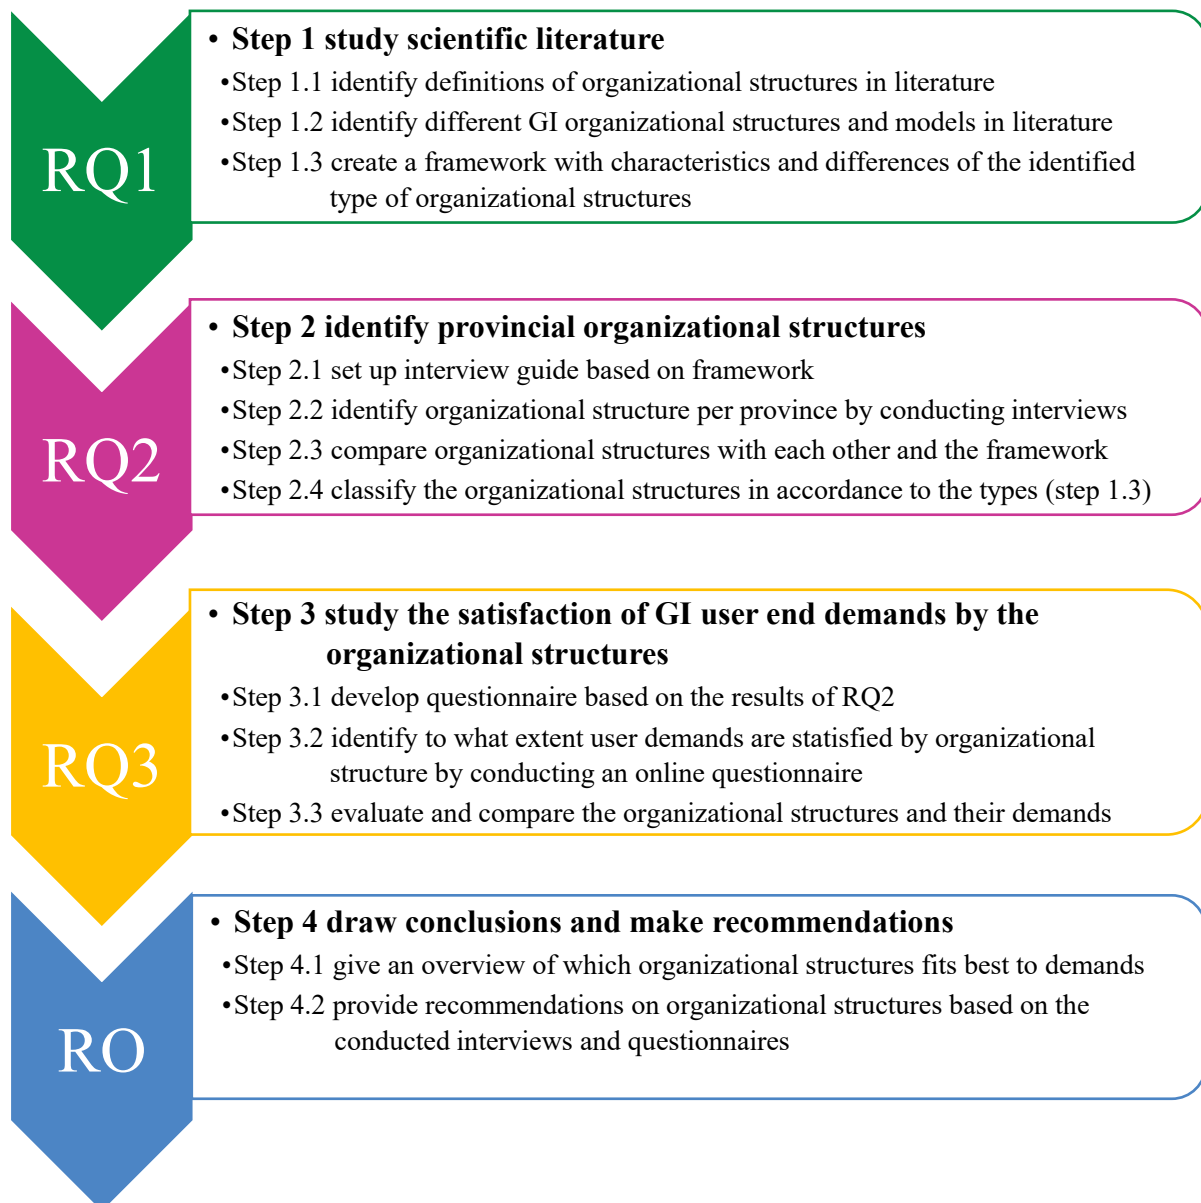 RQ1
• Step 1 study scientific literature
•Step 1.1 identify definitions of organizational structures in literature
•Step 1.2 identify different GI organizational structures and models in literature
•Step 1.3 create a framework with characteristics and differences of the identified
type of organizational structures
RQ2
• Step 2 identify provincial organizational structures
•Step 2.1 set up interview guide based on framework
•Step 2.2 identify organizational structure per province by conducting interviews
•Step 2.3 compare organizational structures with each other and the framework
•Step 2.4 classify the organizational structures in accordance to the types (step 1.3)
RQ3
• Step 3 study the satisfaction of GI user end demands by the
organizational structures
•Step 3.1 develop questionnaire based on the results of RQ2
•Step 3.2 identify to what extent user demands are statisfied by organizational
structure by conducting an online questionnaire
•Step 3.3 evaluate and compare the organizational structures and their demands
RO
• Step 4 draw conclusions and make recommendations
•Step 4.1 give an overview of which organizational structures fits best to demands
•Step 4.2 provide recommendations on organizational structures based on the
conducted interviews and questionnaires